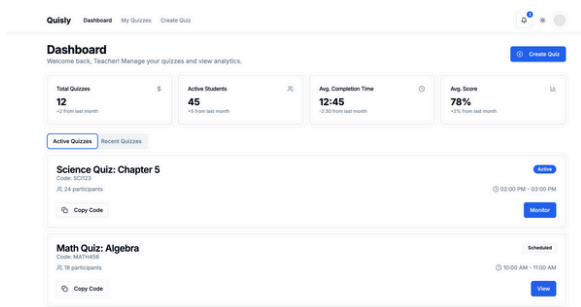 Quisly Dashboard My Quizzes Create Quiz
Dashboard
Welcome back, Teacher! Manage your quizzes and view analytics.
Create Quiz
Total Quizzes $
12
+2 from last month
Active Students
45
+5 from last month
Avg. Completion Time
12:45
-2:30 from last month
Avg. Score
78%
+2% from last month
Active Quizzes Recent Quizzes
Science Quiz: Chapter 5
Active
Code: SCI123
24 participants
02:00 PM - 03:00 PM
Copy Code
Monitor
Math Quiz: Algebra
Scheduled
Code: MATH456
18 participants
10:00 AM - 11:00 AM
Copy Code
View